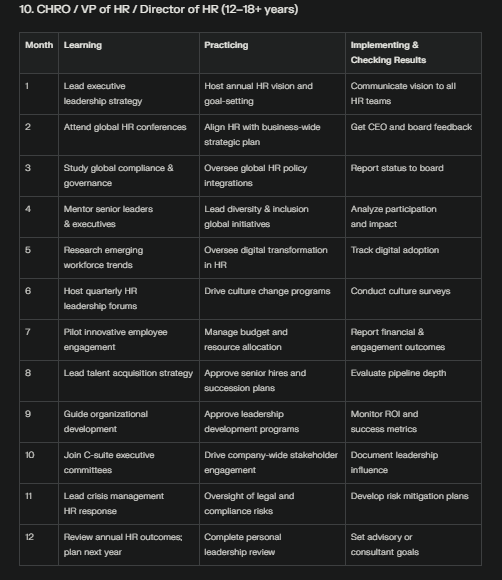 10. CHRO / VP of HR / Director of HR (12–18+ years)
Month Learning Practicing Implementing &
Checking Results
1 Lead executive Host annual HR vision and Communicate vision to all
leadership strategy goal-setting HR teams
2 Attend global HR conferences Align HR with business-wide Get CEO and board feedback
strategic plan
3 Study global compliance & Oversee global HR policy Report status to board
governance integrations
4 Mentor senior leaders Lead diversity & inclusion Analyze participation
& executives global initiatives and impact
5 Research emerging Oversee digital transformation Track digital adoption
workforce trends in HR
6 Host quarterly HR Drive culture change programs Conduct culture surveys
leadership forums
7 Pilot innovative employee Manage budget and Report financial &
engagement resource allocation engagement outcomes
8 Lead talent acquisition strategy Approve senior hires and Evaluate pipeline depth
succession plans
9 Guide organizational Approve leadership Monitor ROI and
development development programs success metrics
10 Join C-suite executive Drive company-wide stakeholder Document leadership
committees engagement influence
11 Lead crisis management Oversight of legal and Develop risk mitigation plans
HR response compliance risks
12 Review annual HR outcomes; Complete personal Set advisory or
plan next year leadership review consultant goals